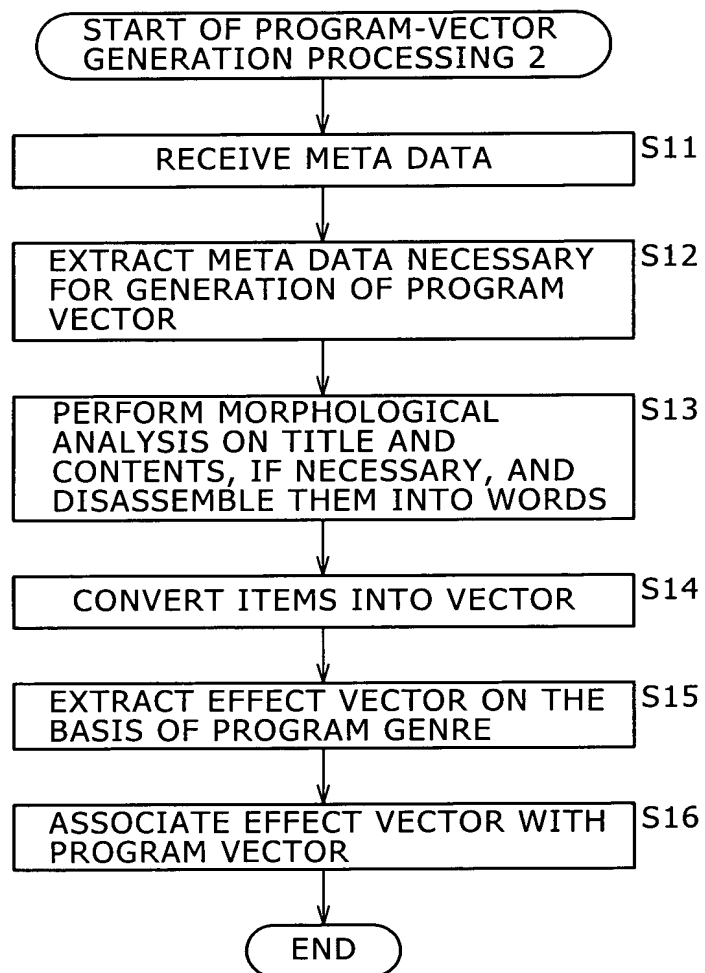 START OF PROGRAM-VECTOR
GENERATION PROCESSING 2
RECEIVE META DATA
S11
EXTRACT META DATA NECESSARY
FOR GENERATION OF PROGRAM
VECTOR
S12
PERFORM MORPHOLOGICAL
ANALYSIS ON TITLE AND
CONTENTS, IF NECESSARY, AND
DISASSEMBLE THEM INTO WORDS
S13
CONVERT ITEMS INTO VECTOR
S14
EXTRACT EFFECT VECTOR ON THE
BASIS OF PROGRAM GENRE
S15
ASSOCIATE EFFECT VECTOR WITH
PROGRAM VECTOR
S16
END